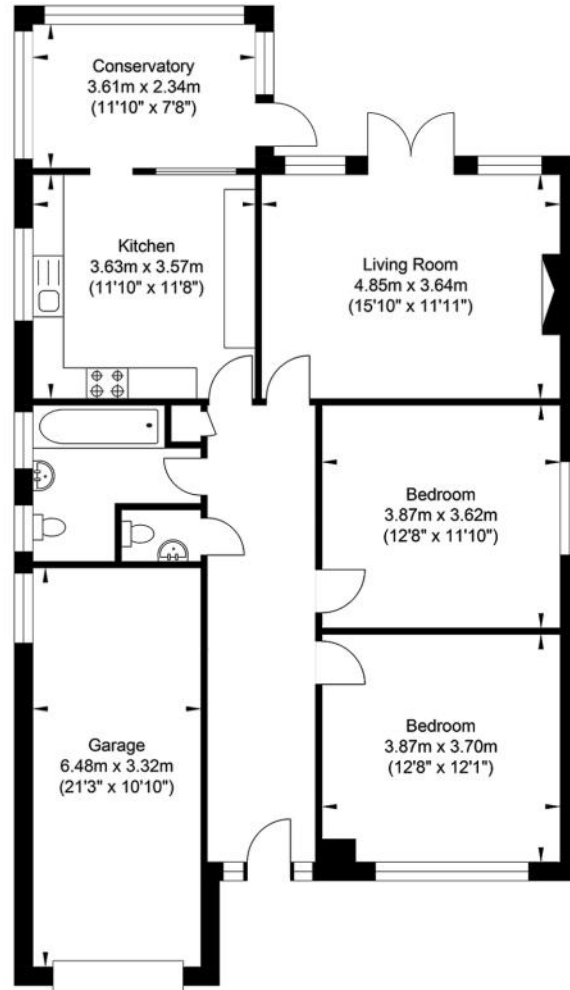 Conservatory
3.61m x 2.34m
(11'10" x 7'8")
Kitchen
3.63m x 3.57m
(11'10" x 11'8")
Living Room
4.85m x 3.64m
(15'10" x 11'11")
Bedroom
3.87m x 3.62m
(12'8" x 11'10")
Garage
6.48m x 3.32m
(21'3" x 10'10")
Bedroom
3.87m x 3.70m
(12'8" x 12'1")